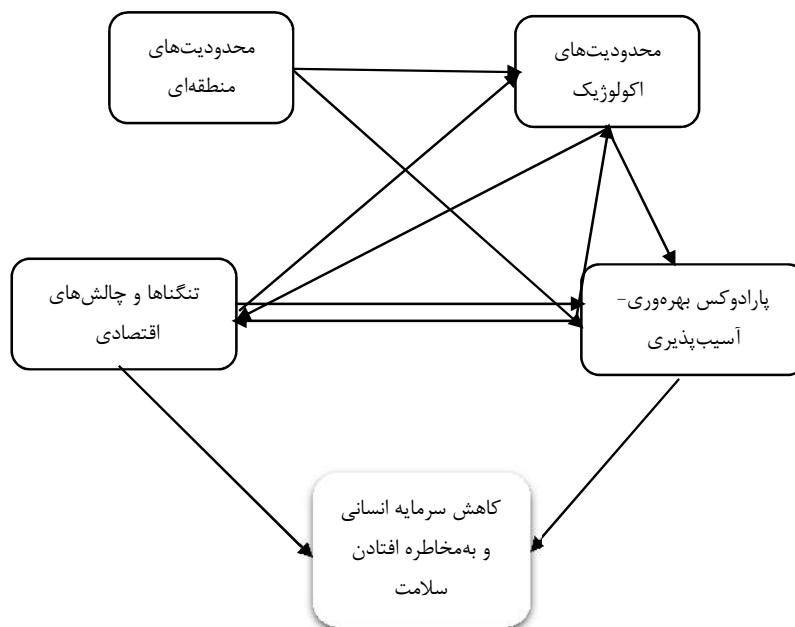 محدودیت‌های
منطقه‌ای
محدودیت‌های
اکولوژیک
تنگناها و چالش‌های
اقتصادی
پارادوکس بهره‌وری-
آسیب‌پذیری
کاهش سرمایه انسانی
و به‌مخاطره افتادن
سلامت